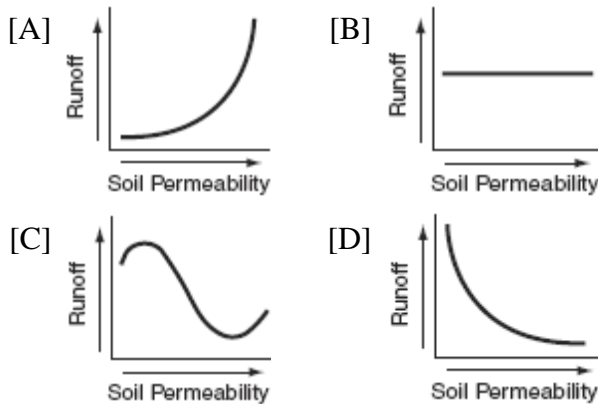 [A]
Runoff
Soil Permeability
[B]
Runoff
Soil Permeability
[C]
Runoff
Soil Permeability
[D]
Runoff
Soil Permeability